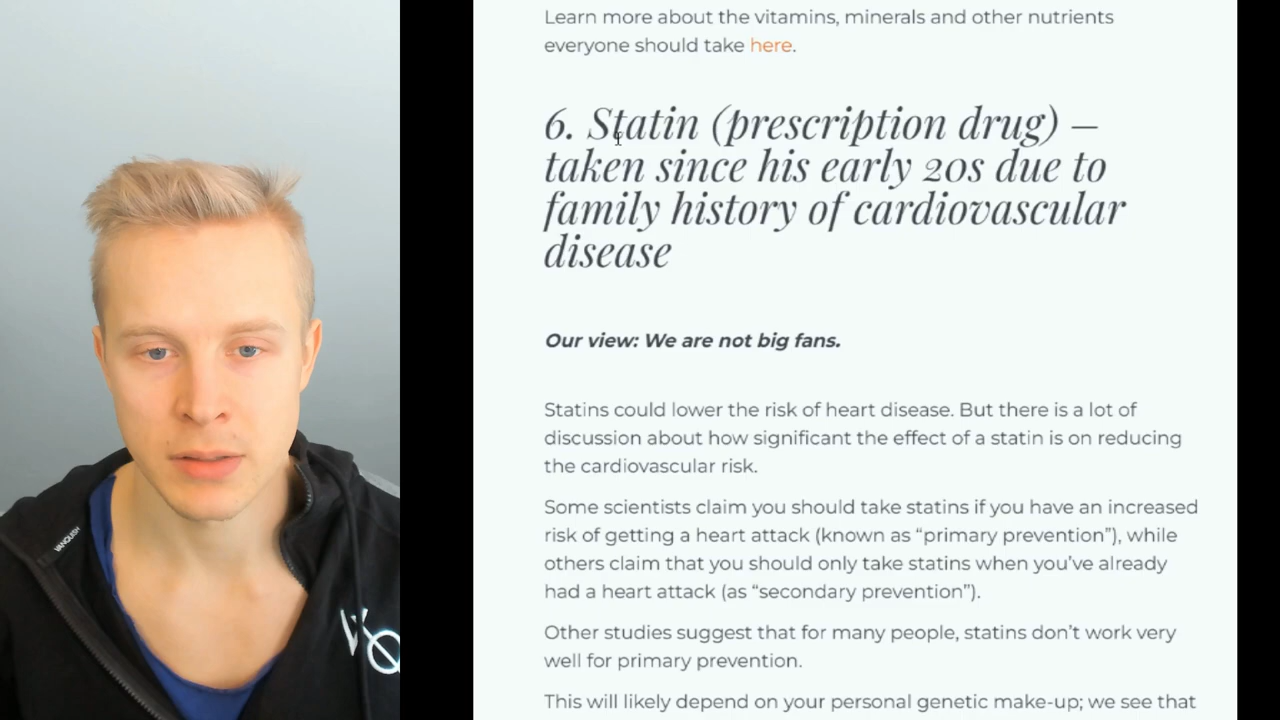 Learn more about the vitamins, minerals and other nutrients
everyone should take here.
6. Statin (prescription drug) –
taken since his early 20s due to
family history of cardiovascular
disease
Our view: We are not big fans.
Statins could lower the risk of heart disease. But there is a lot of
discussion about how significant the effect of a statin is on reducing
the cardiovascular risk.
Some scientists claim you should take statins if you have an increased
risk of getting a heart attack (known as “primary prevention”), while
others claim that you should only take statins when you’ve already
had a heart attack (as “secondary prevention”).
Other studies suggest that for many people, statins don’t work very
well for primary prevention.
This will likely depend on your personal genetic make-up; we see that
VANQUISH